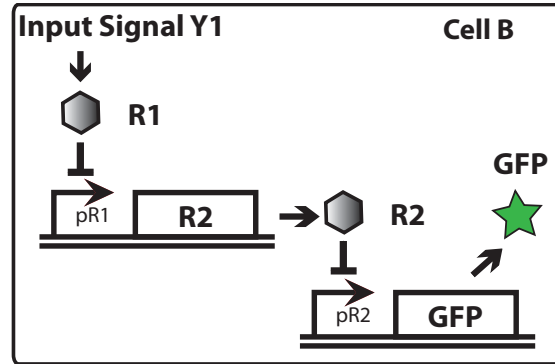 Input Signal Y1
Cell B
R1
GFP
pR1
R2
R2
pR2
GFP